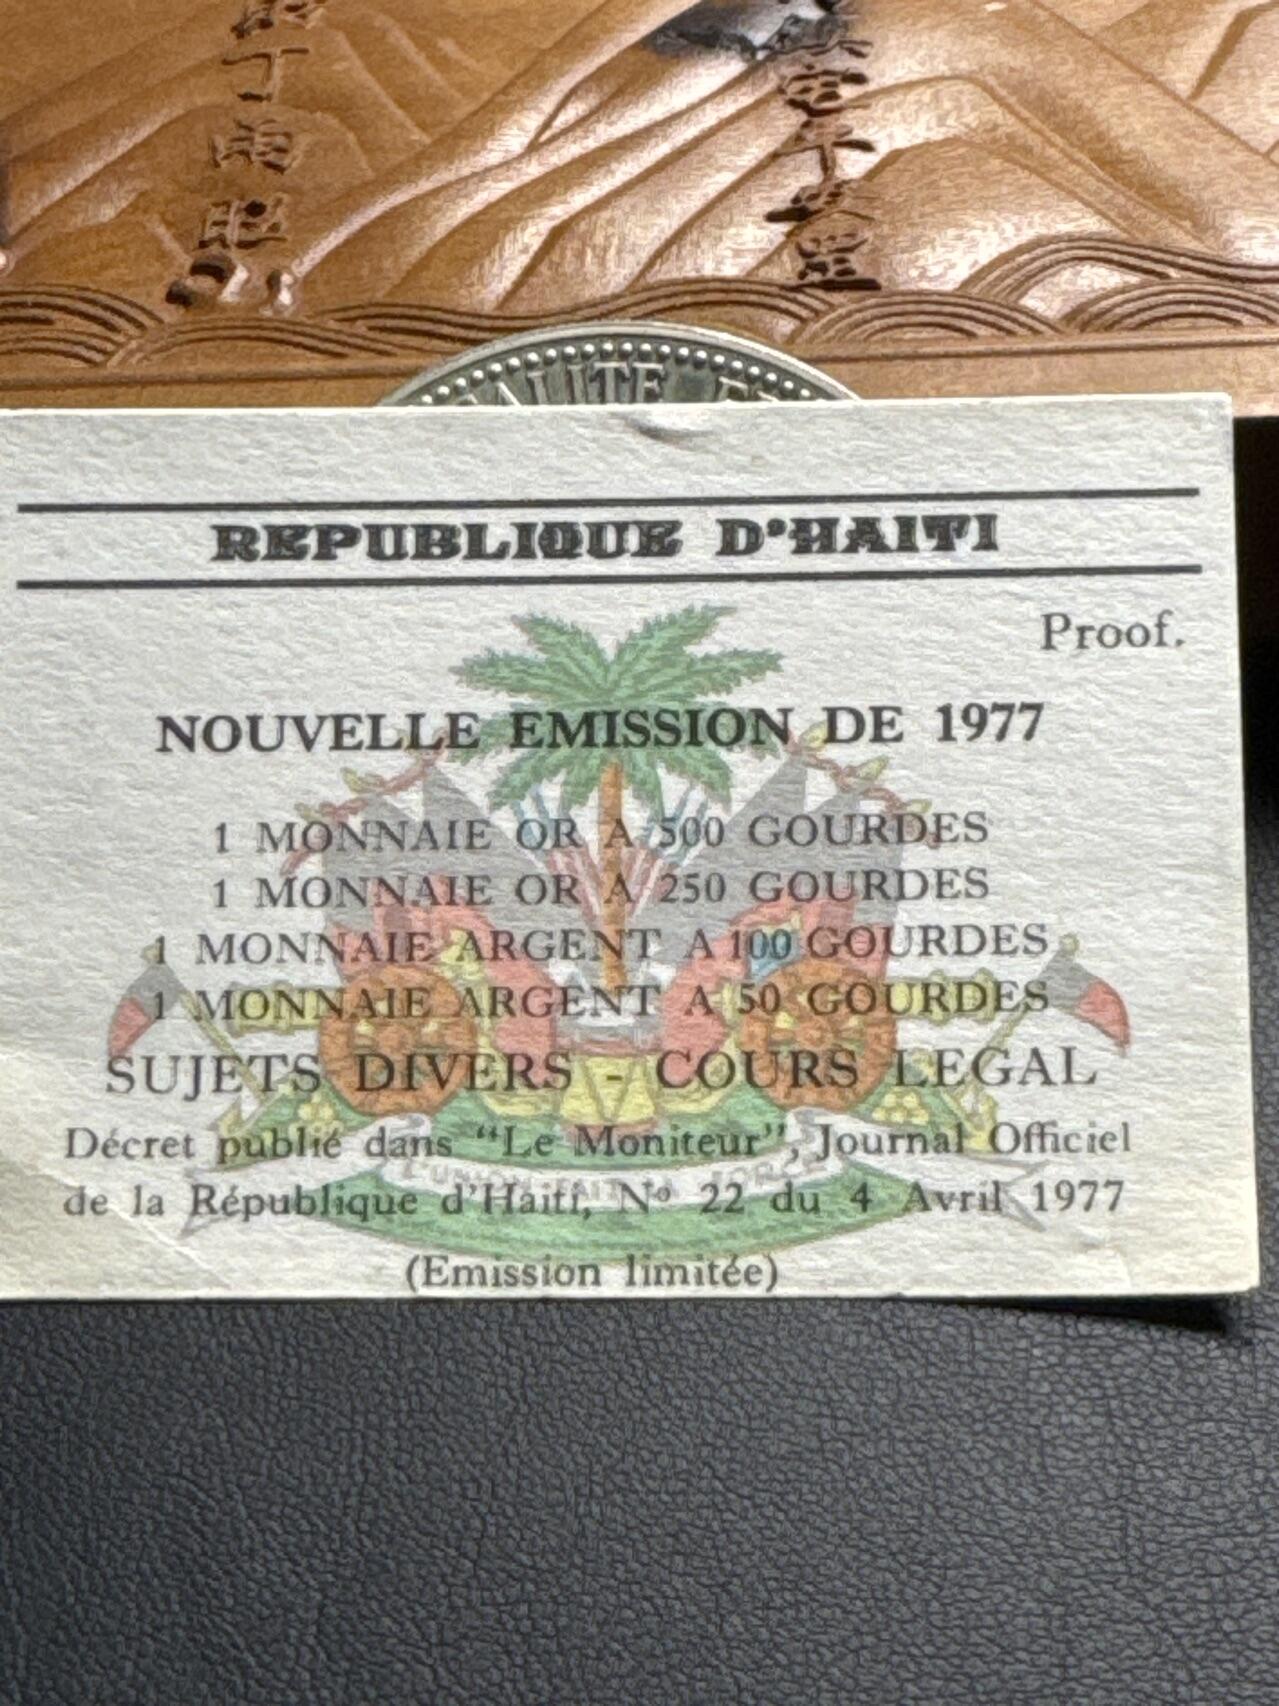 ALITE
REPUBLIQUE D'HAITI
Proof.
NOUVELLE EMISSION DE 1977
1 MONNAIE OR A 500 GOURDES
1 MONNAIE OR A 250 GOURDES
1 MONNAIE ARGENT A 100 GOURDES
1 MONNAIE ARGENT A 50 GOURDES
SUJETS DIVERS - COURS LEGAL
Décret publié dans “Le Moniteur”, Journal Officiel
de la République d'Haiti, Nº 22 du 4 Avril 1977
(Emission limitée)